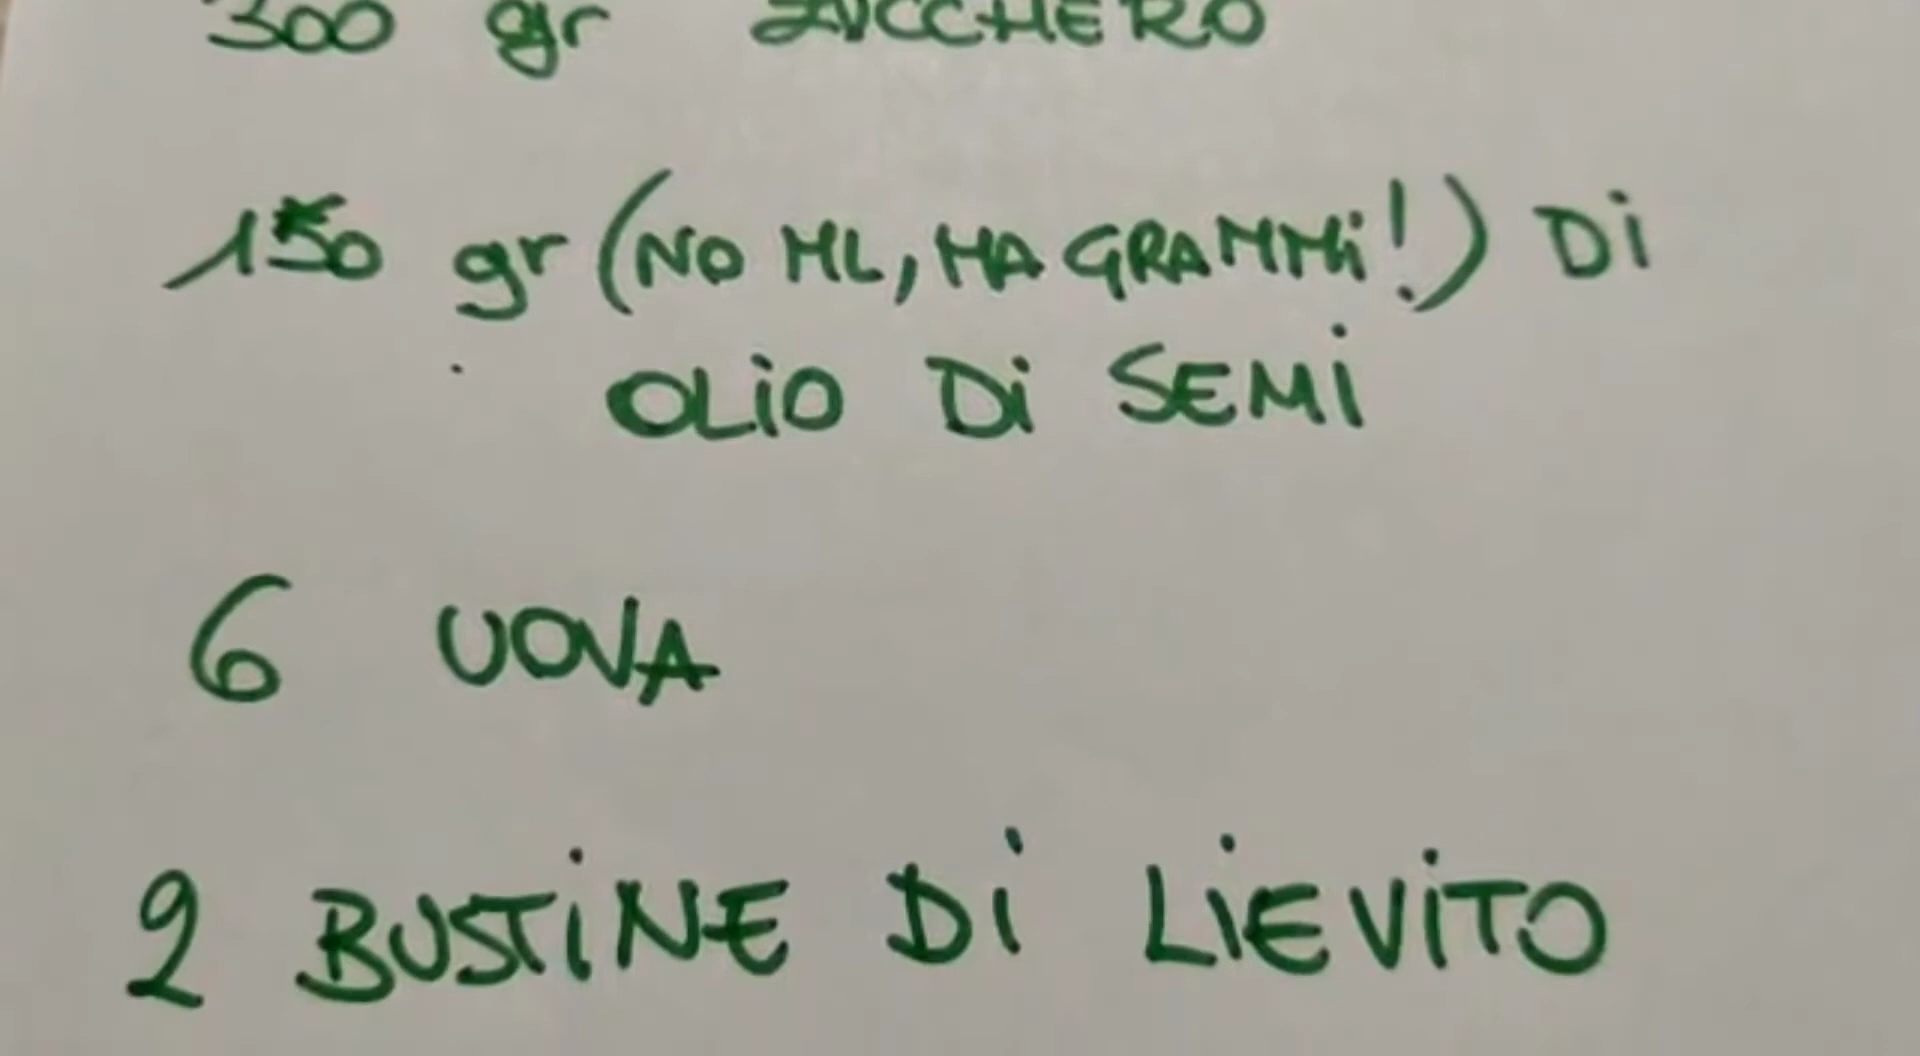 300 gr ZUCCHERO
150 gr (NO ML, MA GRAMMi!) Di
OLiO Di SEMi
6 UOVA
2 BUSTiNE Di LiEViTO